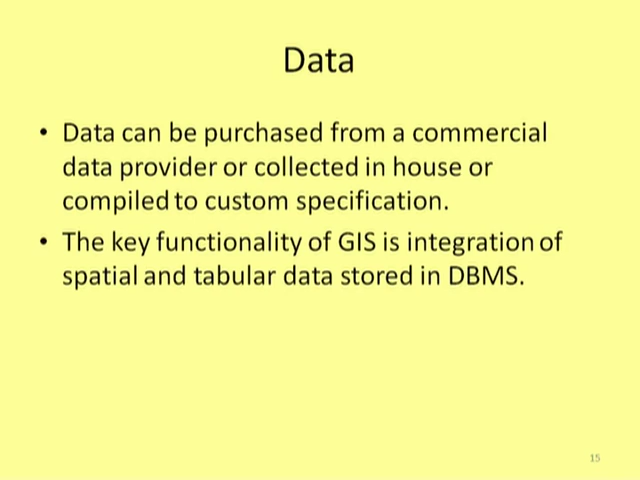 Data
• Data can be purchased from a commercial
data provider or collected in house or
compiled to custom specification.
• The key functionality of GIS is integration of
spatial and tabular data stored in DBMS.
15